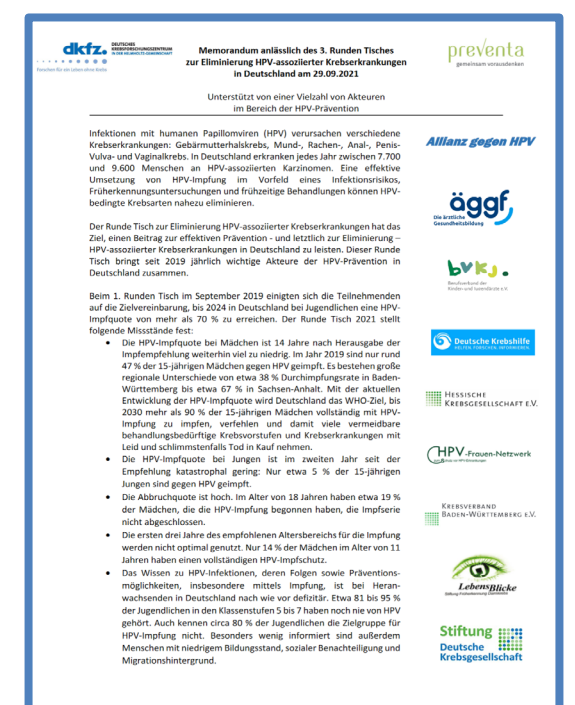 dkfz. DEUTSCHES
KREBSFORSCHUNGSZENTRUM
IN DER HELMHOLTZ-GEMEINSCHAFT
Forschen für ein Leben ohne Krebs
Memorandum anlässlich des 3. Runden Tisches
zur Eliminierung HPV-assoziierter Krebserkrankungen
in Deutschland am 29.09.2021
preventa
gemeinsam vorausdenken
Unterstützt von einer Vielzahl von Akteuren
im Bereich der HPV-Prävention
Infektionen mit humanen Papillomviren (HPV) verursachen verschiedene
Krebserkrankungen: Gebärmutterhalskrebs, Mund-, Rachen-, Anal-, Penis-
Vulva- und Vaginalkrebs. In Deutschland erkranken jedes Jahr zwischen 7.700
und 9.600 Menschen an HPV-assoziierten Karzinomen. Eine effektive
Umsetzung von HPV-Impfung im Vorfeld eines Infektionsrisikos,
Früherkennungsuntersuchungen und frühzeitige Behandlungen können HPV-
bedingte Krebsarten nahezu eliminieren.
Der Runde Tisch zur Eliminierung HPV-assoziierter Krebserkrankungen hat das
Ziel, einen Beitrag zur effektiven Prävention - und letztlich zur Eliminierung –
HPV-assoziierter Krebserkrankungen in Deutschland zu leisten. Dieser Runde
Tisch bringt seit 2019 jährlich wichtige Akteure der HPV-Prävention in
Deutschland zusammen.
Beim 1. Runden Tisch im September 2019 einigten sich die Teilnehmenden
auf die Zielvereinbarung, bis 2024 in Deutschland bei Jugendlichen eine HPV-
Impfquote von mehr als 70 % zu erreichen. Der Runde Tisch 2021 stellt
folgende Missstände fest:
• Die HPV-Impfquote bei Mädchen ist 14 Jahre nach Herausgabe der
Impfempfehlung weiterhin viel zu niedrig. Im Jahr 2019 sind nur rund
47 % der 15-jährigen Mädchen gegen HPV geimpft. Es bestehen große
regionale Unterschiede von etwa 38 % Durchimpfungsrate in Baden-
Württemberg bis etwa 67 % in Sachsen-Anhalt. Mit der aktuellen
Entwicklung der HPV-Impfquote wird Deutschland das WHO-Ziel, bis
2030 mehr als 90 % der 15-jährigen Mädchen vollständig mit HPV-
Impfung zu impfen, verfehlen und damit viele vermeidbare
behandlungsbedürftige Krebsvorstufen und Krebserkrankungen mit
Leid und schlimmstenfalls Tod in Kauf nehmen.
• Die HPV-Impfquote bei Jungen ist im zweiten Jahr seit der
Empfehlung katastrophal gering: Nur etwa 5 % der 15-jährigen
Jungen sind gegen HPV geimpft.
• Die Abbruchquote ist hoch. Im Alter von 18 Jahren haben etwa 19 %
der Mädchen, die die HPV-Impfung begonnen haben, die Impfserie
nicht abgeschlossen.
• Die ersten drei Jahre des empfohlenen Altersbereichs für die Impfung
werden nicht optimal genutzt. Nur 14 % der Mädchen im Alter von 11
Jahren haben einen vollständigen HPV-Impfschutz.
• Das Wissen zu HPV-Infektionen, deren Folgen sowie Präventions-
möglichkeiten, insbesondere mittels Impfung, ist bei Heran-
wachsenden in Deutschland nach wie vor defizitär. Etwa 81 bis 95 %
der Jugendlichen in den Klassenstufen 5 bis 7 haben noch nie von HPV
gehört. Auch kennen circa 80 % der Jugendlichen die Zielgruppe für
HPV-Impfung nicht. Besonders wenig informiert sind außerdem
Menschen mit niedrigem Bildungsstand, sozialer Benachteiligung und
Migrationshintergrund.
Allianz gegen HPV
äggf
Die ärztliche
Gesundheitsbildung
bvkj.
Berufsverband der
Kinder- und Jugendärzte e.V.
Deutsche Krebshilfe
HELFEN. FORSCHEN. INFORMIEREN.
HESSISCHE
KREBSGESELLSCHAFT E.V.
HPV-Frauen-Netzwerk
KREBSVERBAND
BADEN-WÜRTTEMBERG E.V.
LebensBlicke
Stiftung
Deutsche
Krebsgesellschaft